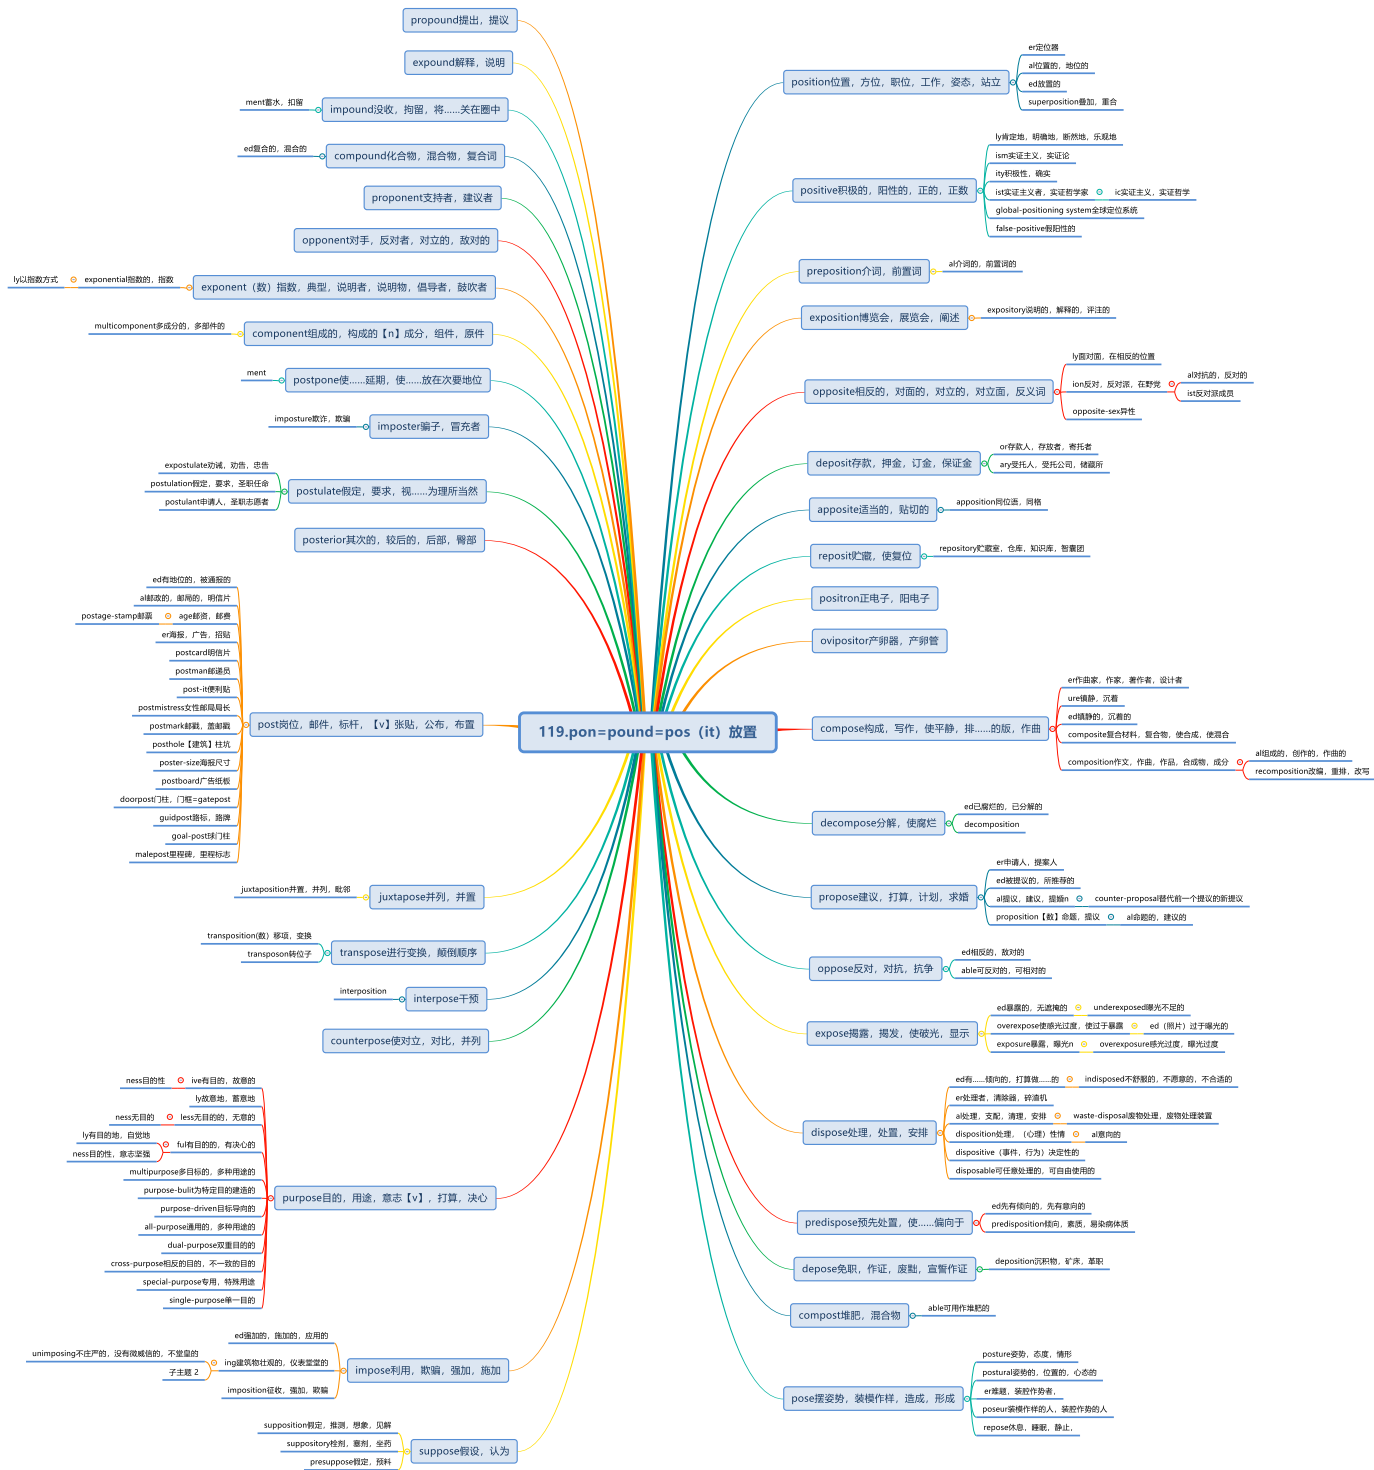 119.pon=pound=pos（it）放置
position位置，方位，职位，工作，姿态，站立
er定位器
al位置的，地位的
ed放置的
superposition叠加，重合
positive积极的，阳性的，正的，正数
ly肯定地，明确地，断然地，乐观地
ism实证主义，实证论
ity积极性，确实
ist实证主义者，实证哲学家
ic实证主义，实证哲学
global-positioning system全球定位系统
false-positive假阳性的
preposition介词，前置词
al介词的，前置词的
exposition博览会，展览会，阐述
expository说明的，解释的，评注的
opposite相反的，对面的，对立的，对立面，反义词
ly面对面，在相反的位置
ion反对，反对派，在野党
al对抗的，反对的
ist反对派成员
opposite-sex异性
deposit存款，押金，订金，保证金
or存款人，存放者，寄托者
ary受托人，受托公司，储藏所
apposite适当的，贴切的
apposition同位语，同格
reposit贮藏，使复位
repository贮藏室，仓库，知识库，智囊团
positron正电子，阳电子
ovipositor产卵器，产卵管
compose构成，写作，使平静，排……的版，作曲
er作曲家，作家，著作者，设计者
ure镇静，沉着
ed镇静的，沉着的
composite复合材料，复合物，使合成，使混合
composition作文，作曲，作品，合成物，成分
al组成的，创作的，作曲的
recomposition改编，重排，改写
decompose分解，使腐烂
ed已腐烂的，已分解的
decomposition
propose建议，打算，计划，求婚
er申请人，提案人
ed被提议的，所推荐的
al提议，建议，提婚n
counter-proposal替代前一个提议的新提议
proposition【数】命题，提议
al命题的，建议的
oppose反对，对抗，抗争
ed相反的，敌对的
able可反对的，可相对的
expose揭露，揭发，使破光，显示
ed暴露的，无遮掩的
underexposed曝光不足的
overexpose使感光过度，使过于暴露
ed（照片）过于曝光的
exposure暴露，曝光n
overexposure感光过度，曝光过度
dispose处理，处置，安排
ed有……倾向的，打算做……的
indisposed不舒服的，不愿意的，不合适的
er处理者，清除器，碎渣机
al处理，支配，清理，安排
waste-disposal废物处理，废物处理装置
disposition处理，（心理）性情
al意向的
dispositive（事件，行为）决定性的
disposable可任意处理的，可自由使用的
predispose预先处置，使……偏向于
ed先有倾向的，先有意向的
predisposition倾向，素质，易染病体质
depose免职，作证，废黜，宣誓作证
deposition沉积物，矿床，革职
compost堆肥，混合物
able可用作堆肥的
pose摆姿势，装模作样，造成，形成
posture姿势，态度，情形
postural姿势的，位置的，心态的
er难题，装腔作势者，
poseur装模作样的人，装腔作势的人
repose休息，睡眠，静止，
propound提出，提议
expound解释，说明
impound没收，拘留，将……关在圈中
ment蓄水，扣留
compound化合物，混合物，复合词
ed复合的，混合的
proponent支持者，建议者
opponent对手，反对者，对立的，敌对的
exponent（数）指数，典型，说明者，说明物，倡导者，鼓吹者
exponential指数的，指数
ly以指数方式
component组成的，构成的【n】成分，组件，原件
multicomponent多成分的，多部件的
postpone使……延期，使……放在次要地位
ment
imposter骗子，冒充者
imposture欺诈，欺骗
postulate假定，要求，视……为理所当然
expostulate劝诫，劝告，忠告
postulation假定，要求，圣职任命
postulant申请人，圣职志愿者
posterior其次的，较后的，后部，臀部
post岗位，邮件，标杆，【v】张贴，公布，布置
ed有地位的，被通报的
al邮政的，邮局的，明信片
age邮资，邮费
postage-stamp邮票
er海报，广告，招贴
postcard明信片
postman邮递员
post-it便利贴
postmistress女性邮局局长
postmark邮戳，盖邮戳
posthole【建筑】柱坑
poster-size海报尺寸
postboard广告纸板
doorpost门柱，门框=gatepost
guidpost路标，路牌
goal-post球门柱
malepost里程碑，里程标志
juxtapose并列，并置
juxtaposition并置，并列，毗邻
transpose进行变换，颠倒顺序
transposition(数）移项，变换
transposon转位子
interpose干预
interposition
counterpose使对立，对比，并列
purpose目的，用途，意志【v】，打算，决心
ive有目的，故意的
ness目的性
ly故意地，蓄意地
less无目的的，无意的
ness无目的
ful有目的的，有决心的
ly有目的地，自觉地
ness目的性，意志坚强
multipurpose多目标的，多种用途的
purpose-bulit为特定目的建造的
purpose-driven目标导向的
all-purpose通用的，多种用途的
dual-purpose双重目的的
cross-purpose相反的目的，不一致的目的
special-purpose专用，特殊用途
single-purpose单一目的
impose利用，欺骗，强加，施加
ed强加的，施加的，应用的
ing建筑物壮观的，仪表堂堂的
unimposing不庄严的，没有微威信的，不堂皇的
子主题 2
imposition征收，强加，欺骗
suppose假设，认为
supposition假定，推测，想象，见解
suppository栓剂，塞剂，坐药
presuppose假定，预料